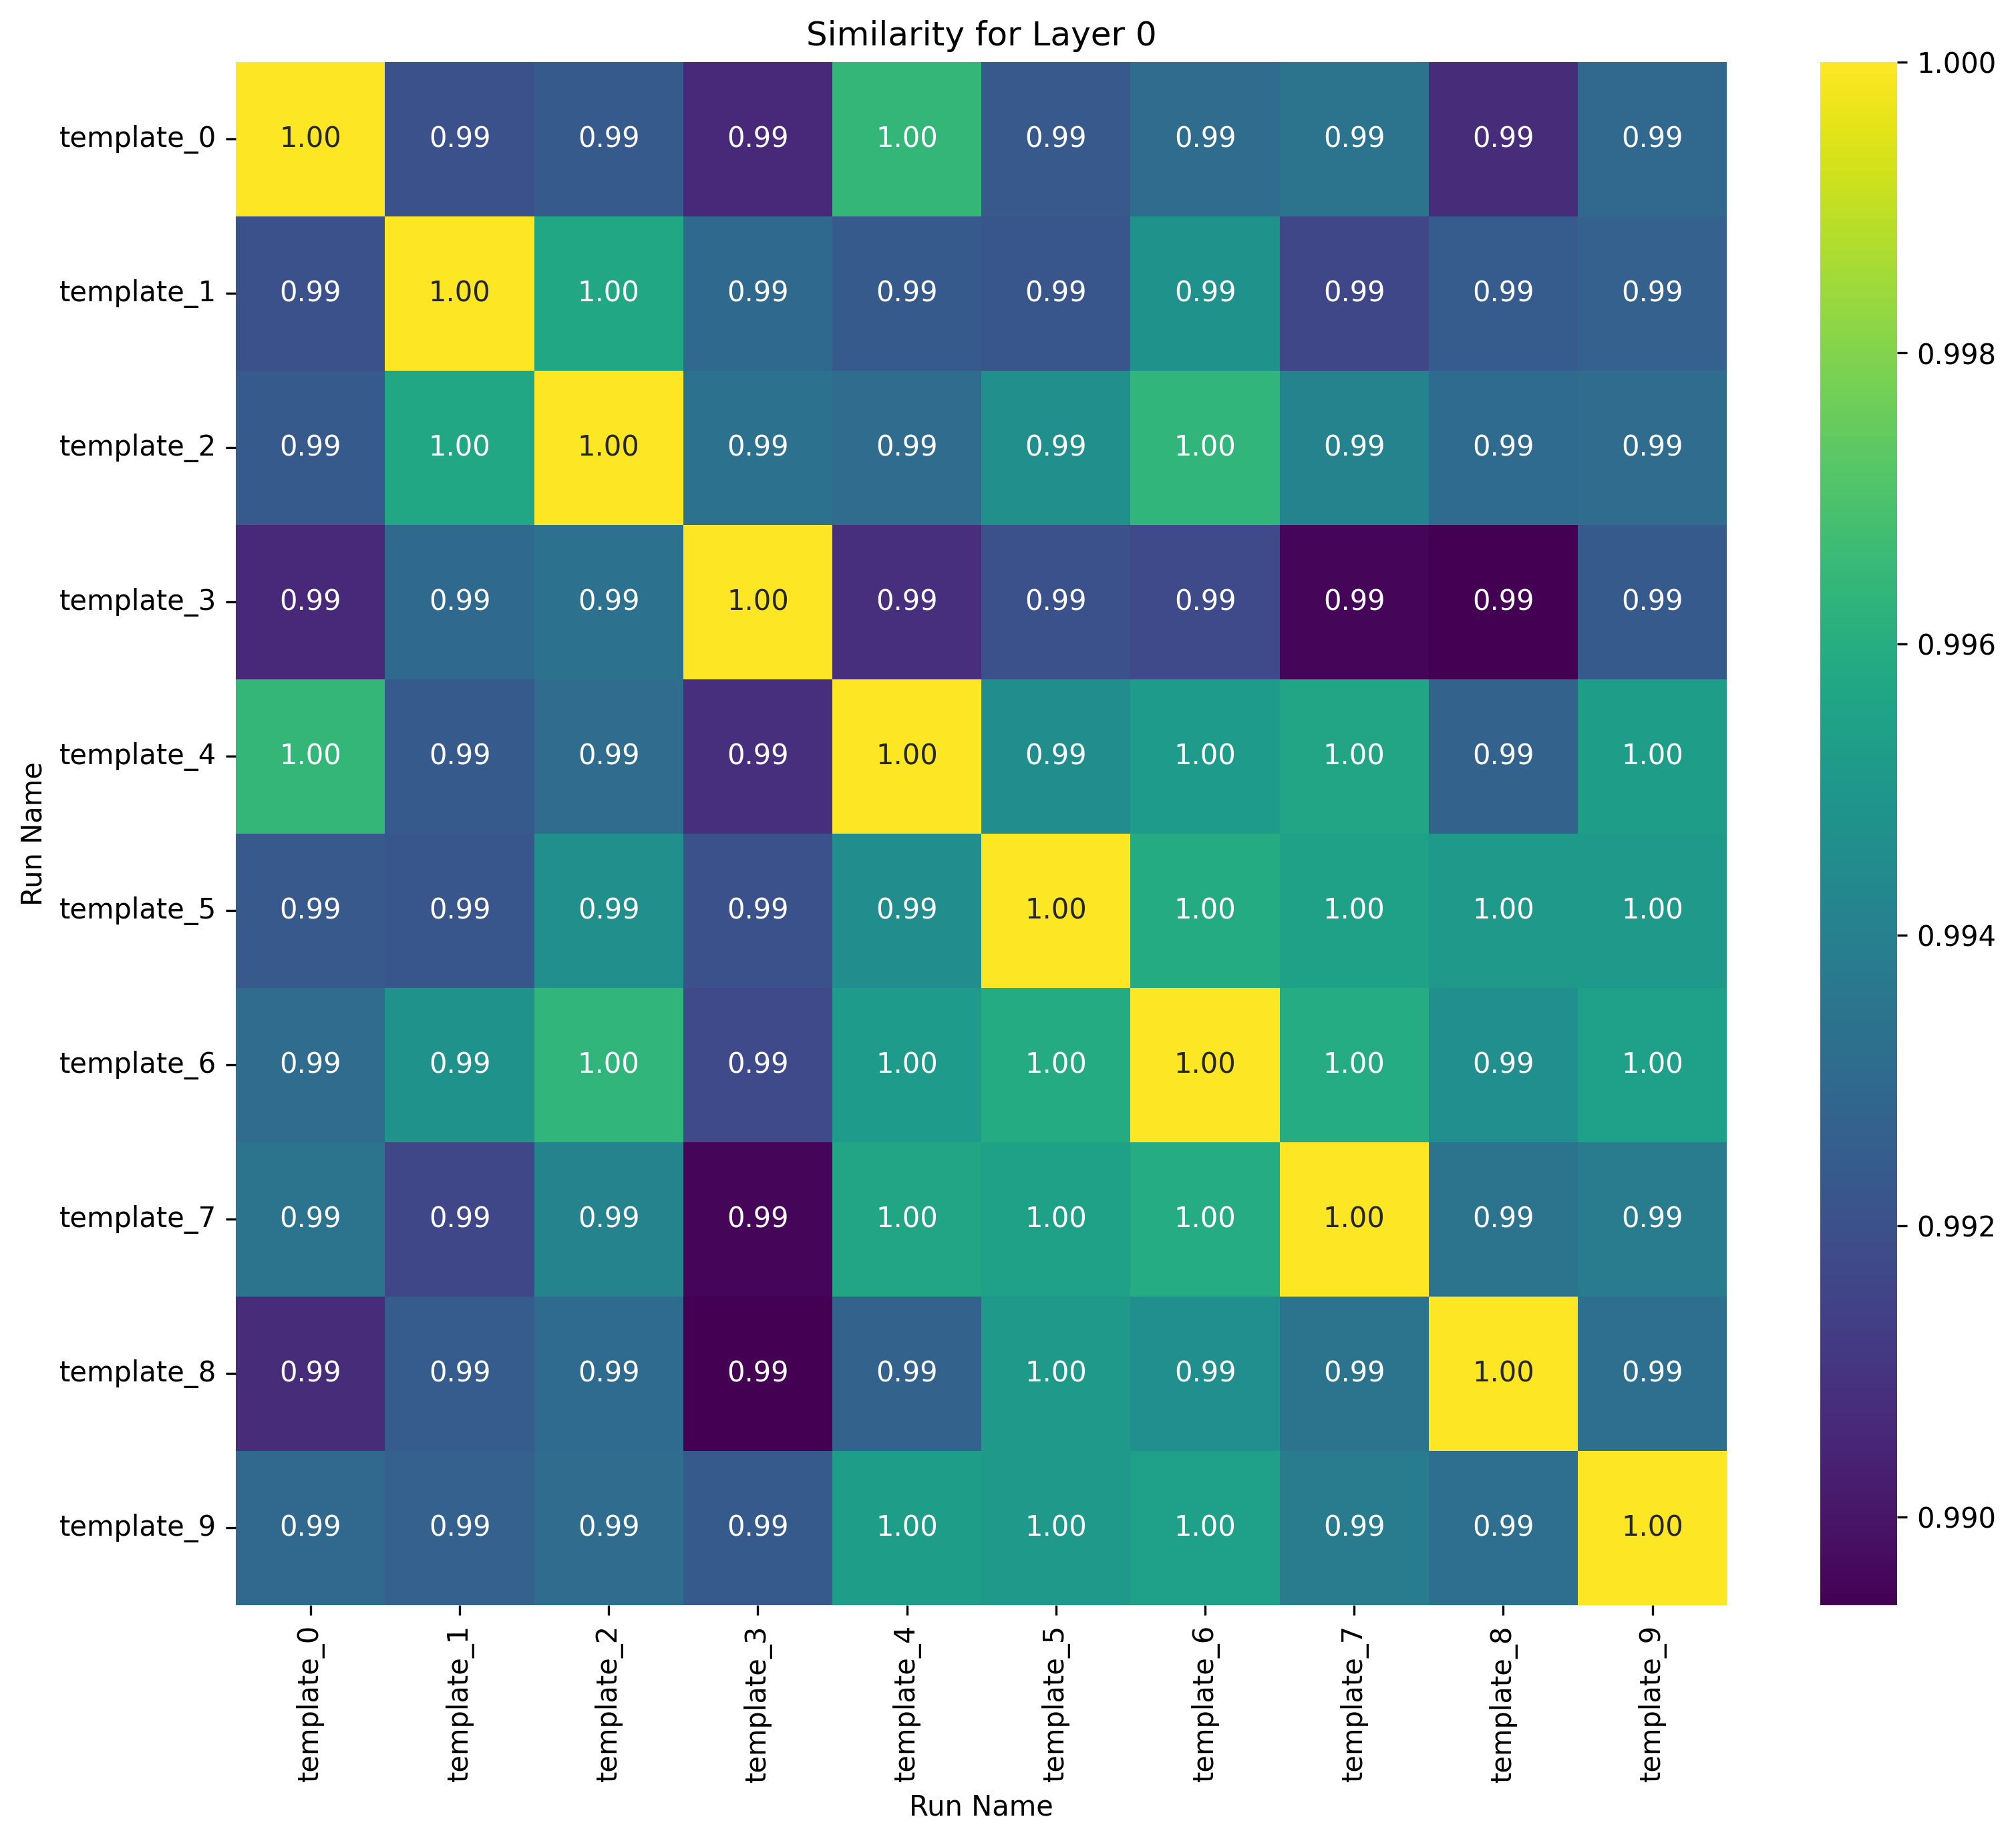 Similarity for Layer 0
template_0 1.00 0.99 0.99 0.99 1.00 0.99 0.99 0.99 0.99 0.99
template_1 0.99 1.00 1.00 0.99 0.99 0.99 0.99 0.99 0.99 0.99
template_2 0.99 1.00 1.00 0.99 0.99 0.99 1.00 0.99 0.99 0.99
template_3 0.99 0.99 0.99 1.00 0.99 0.99 0.99 0.99 0.99 0.99
template_4 1.00 0.99 0.99 0.99 1.00 0.99 1.00 1.00 0.99 1.00
template_5 0.99 0.99 0.99 0.99 0.99 1.00 1.00 1.00 1.00 1.00
template_6 0.99 0.99 1.00 0.99 1.00 1.00 1.00 1.00 0.99 1.00
template_7 0.99 0.99 0.99 0.99 1.00 1.00 1.00 1.00 0.99 0.99
template_8 0.99 0.99 0.99 0.99 0.99 1.00 0.99 0.99 1.00 0.99
template_9 0.99 0.99 0.99 0.99 1.00 1.00 1.00 0.99 0.99 1.00
Run Name
template_0 template_1 template_2 template_3 template_4 template_5 template_6 template_7 template_8 template_9
Run Name
1.000
0.998
0.996
0.994
0.992
0.990